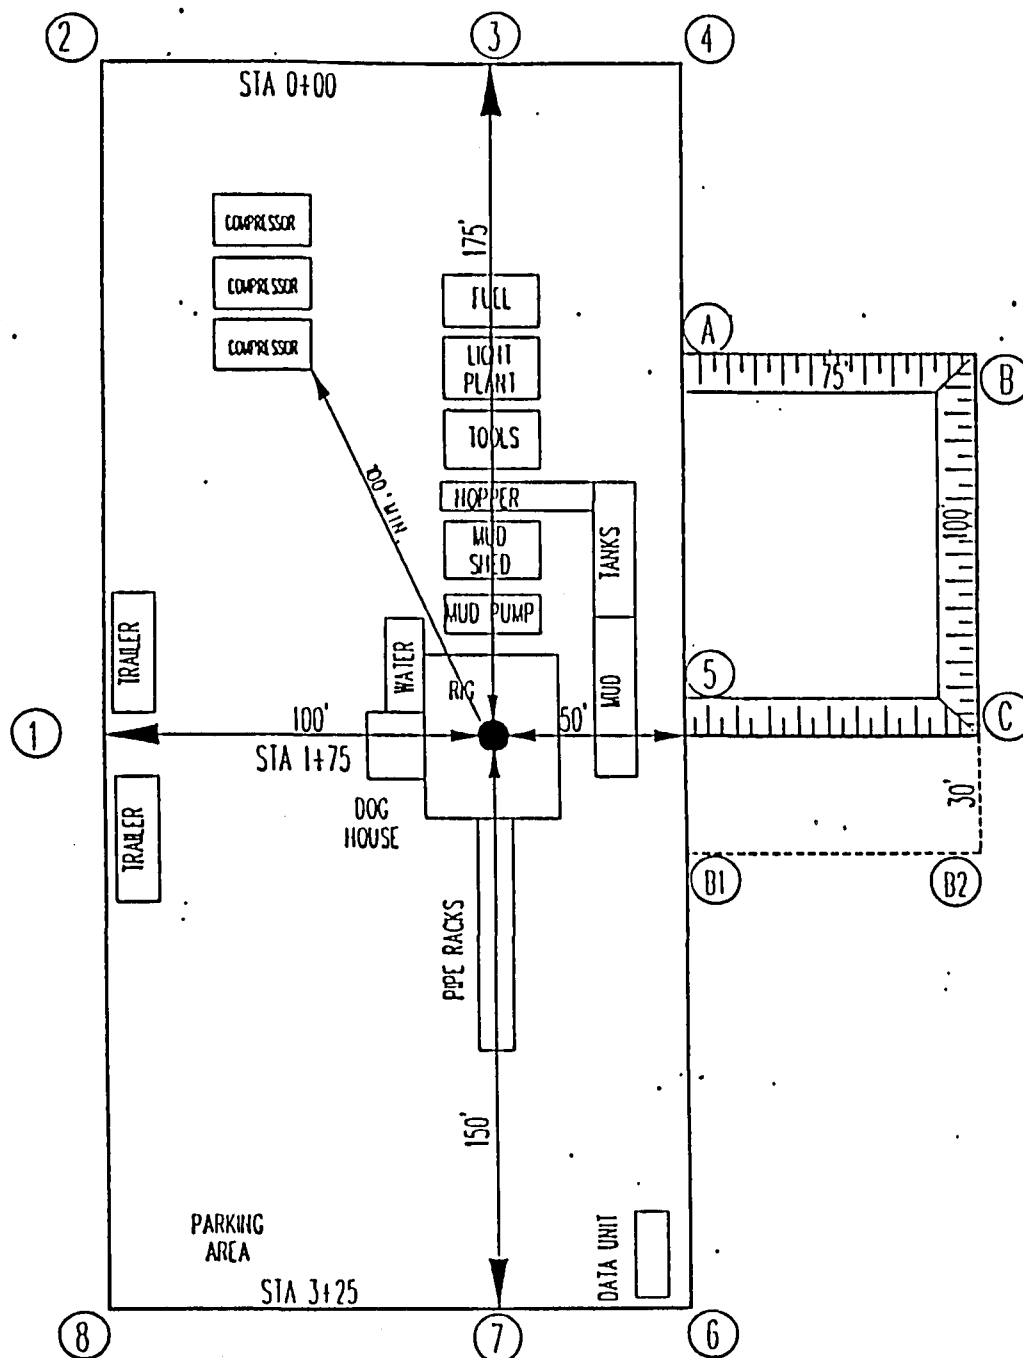 2
3
4
STA 0+00
COMPRESSOR
COMPRESSOR
COMPRESSOR
175'
FUEL
LIGHT
PLANT
TOOLS
HOPPER
MUD
SHED
MUD PUMP
TANKS
MUD
100' MIN.
A
75'
B
100'
5
C
30'
B1
B2
TRAILER
WATER
RIG
1
100'
50'
STA 1+75
TRAILER
DOG
HOUSE
PIPE RACKS
150'
PARKING
AREA
DATA UNIT
STA 3+25
8
7
6